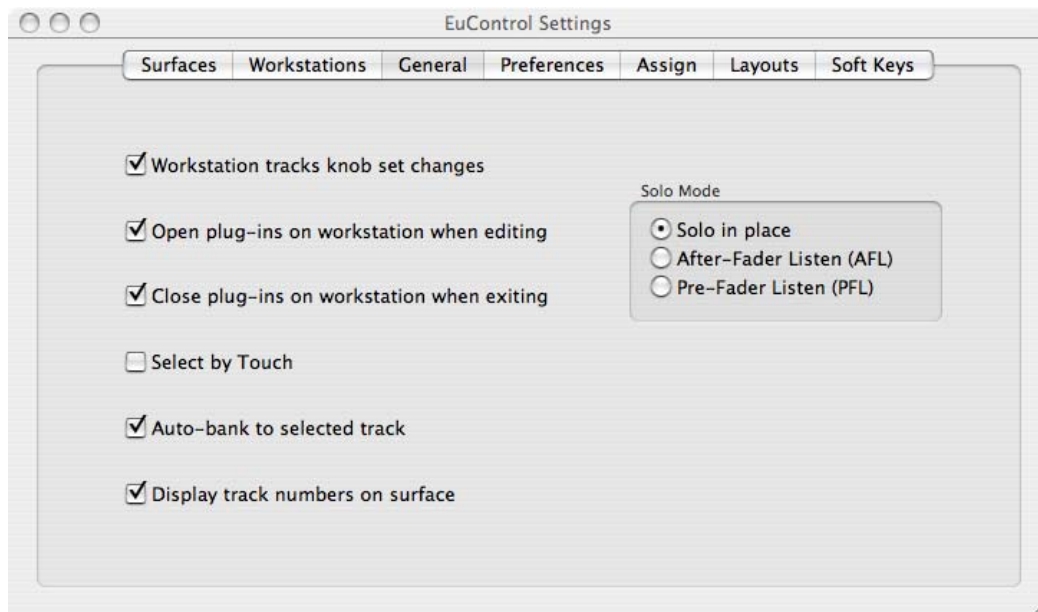 EuControl Settings
Surfaces Workstations General Preferences Assign Layouts Soft Keys
Workstation tracks knob set changes
Open plug-ins on workstation when editing
Close plug-ins on workstation when exiting
Select by Touch
Auto-bank to selected track
Display track numbers on surface
Solo Mode
Solo in place
After-Fader Listen (AFL)
Pre-Fader Listen (PFL)